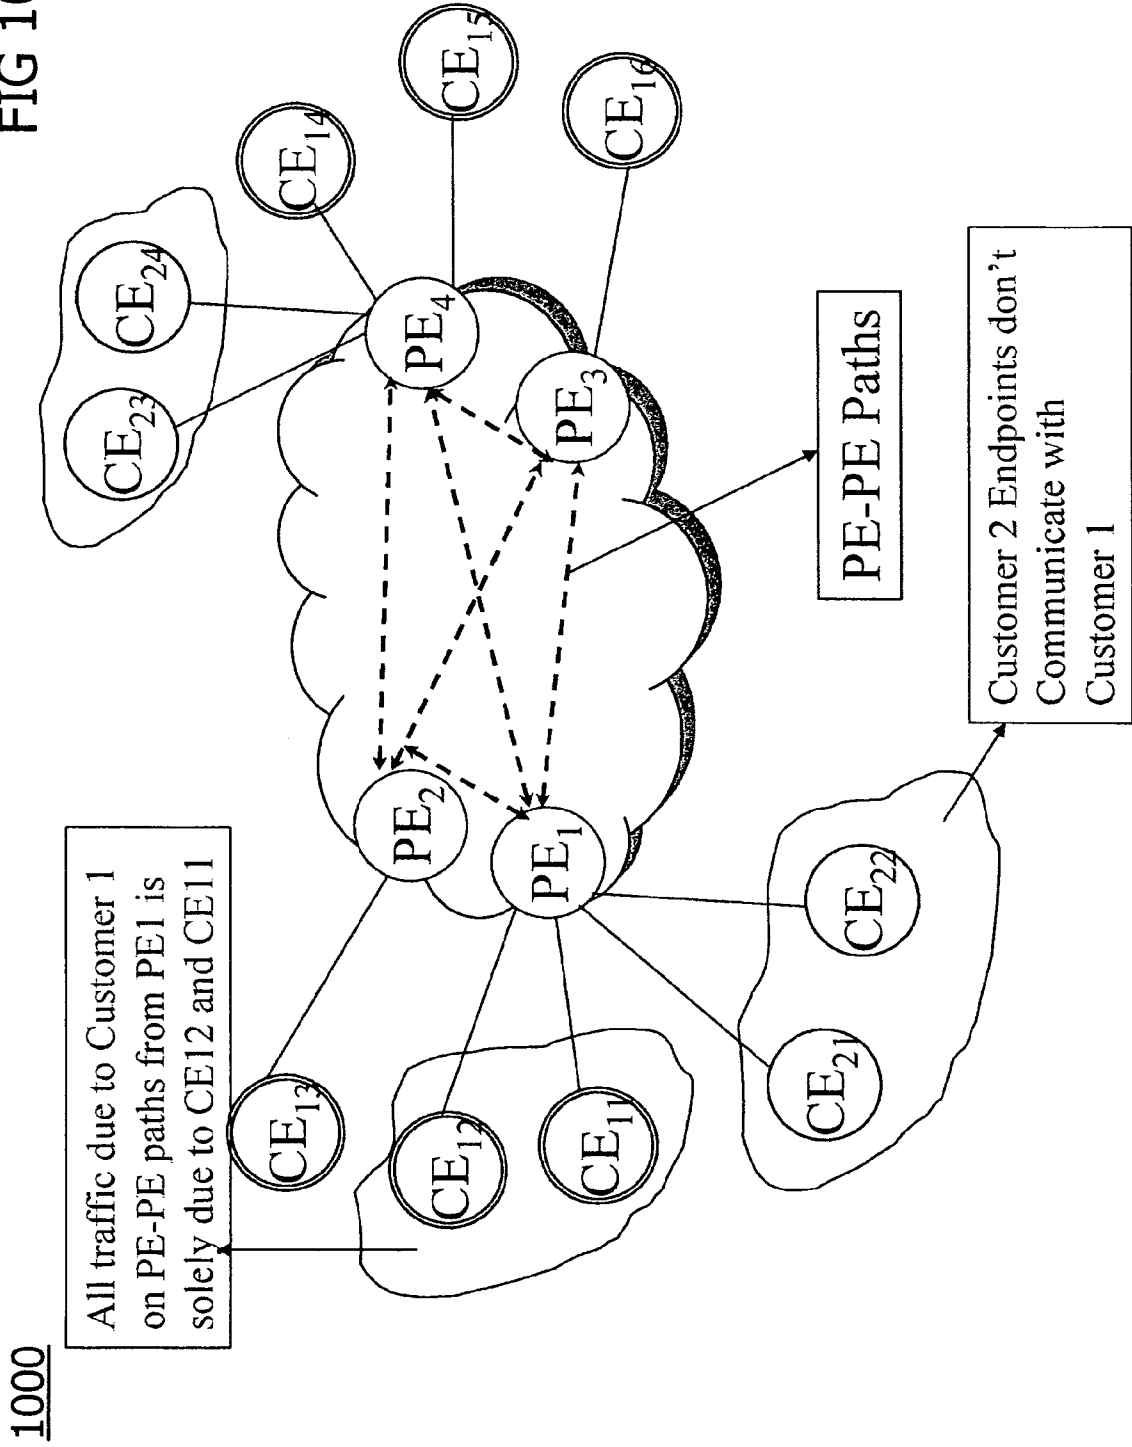 1000
FIG 10
All traffic due to Customer 1
on PE-PE paths from PE1 is
solely due to CE12 and CE11
CE13
CE12
CE11
CE21
CE22
PE2
PE1
PE4
PE3
CE23
CE24
CE14
CE15
CE16
PE-PE Paths
Customer 2 Endpoints don't
Communicate with
Customer 1